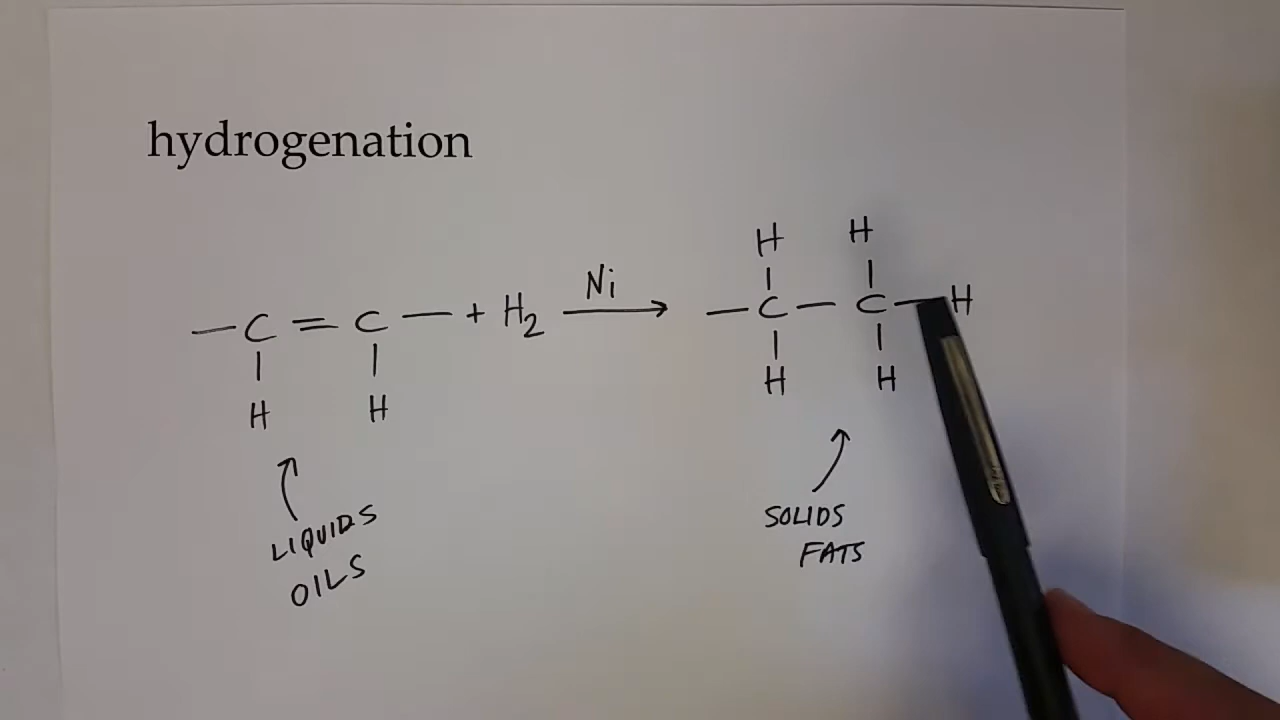 hydrogenation
H H
— C = C — + H₂ Ni → — C — C — H
H H H H
LIQUIDS
OILS
SOLIDS
FATS